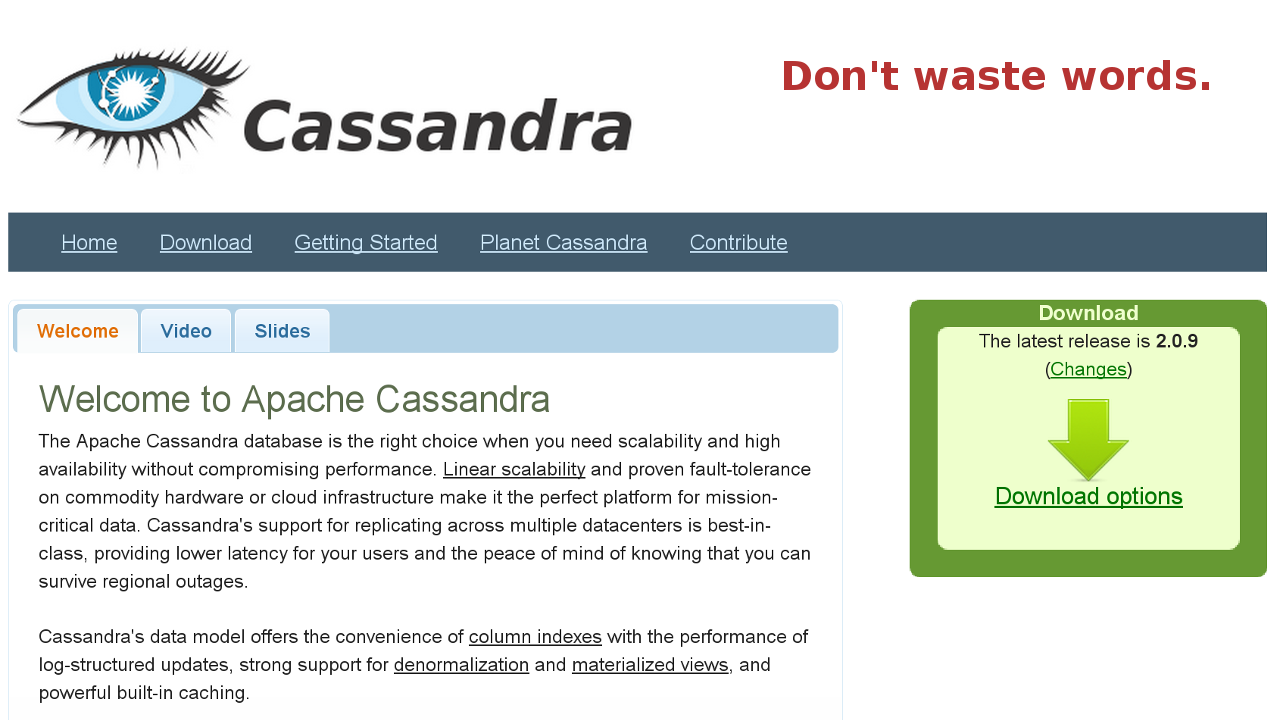 Cassandra
Don't waste words.
Home Download Getting Started Planet Cassandra Contribute
Welcome Video Slides
Welcome to Apache Cassandra
The Apache Cassandra database is the right choice when you need scalability and high
availability without compromising performance. Linear scalability and proven fault-tolerance
on commodity hardware or cloud infrastructure make it the perfect platform for mission-
critical data. Cassandra's support for replicating across multiple datacenters is best-in-
class, providing lower latency for your users and the peace of mind of knowing that you can
survive regional outages.
Cassandra's data model offers the convenience of column indexes with the performance of
log-structured updates, strong support for denormalization and materialized views, and
powerful built-in caching.
Download
The latest release is 2.0.9
(Changes)
Download options